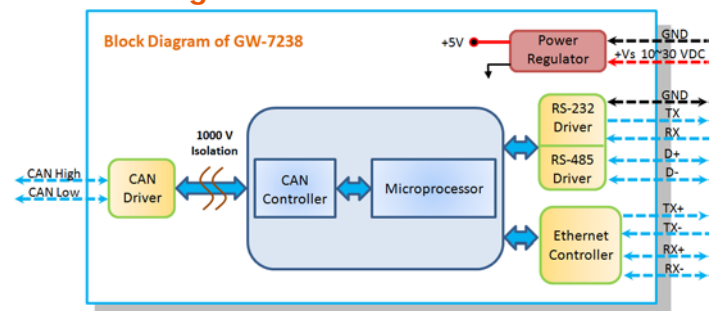 Block Diagram of GW-7238
+5V
Power
Regulator
GND
+Vs 10~30 VDC
1000 V
Isolation
CAN High
CAN Low
CAN
Driver
CAN
Controller
Microprocessor
RS-232
Driver
RS-485
Driver
GND
TX
RX
D+
D-
Ethernet
Controller
TX+
TX-
RX+
RX-